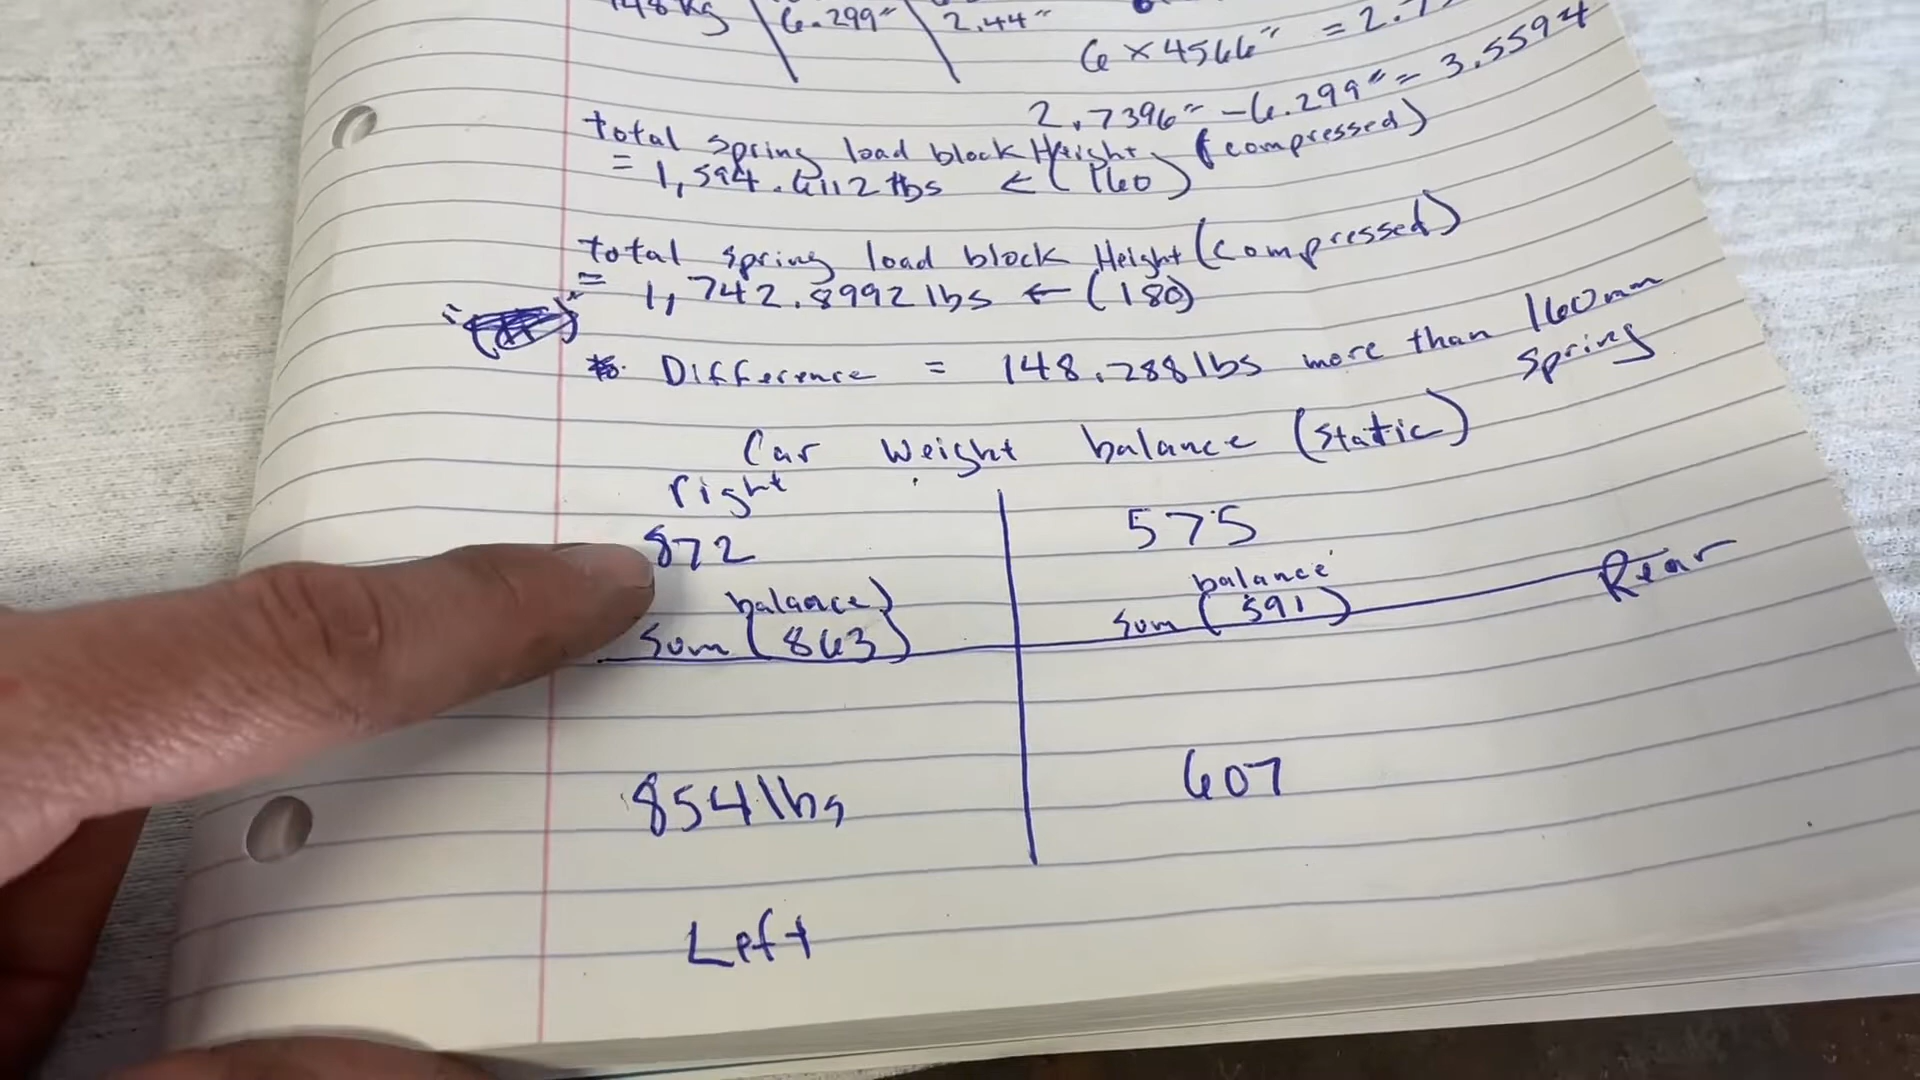 148kg 6.299" 2.44"
6 × 4566" = 2.7
2.7396" - 6.299" = 3.5594
total spring load block Height (compressed)
= 1,594.6112 lbs ← (160)
total spring load block Height (compressed)
= 1,742.8992 lbs ← (180)
Difference = 148.288 lbs more than 160mm spring
Car weight balance (static)
right
872 575
balance balance
sum (863) sum (591) Rear
854 lbs 607
Left